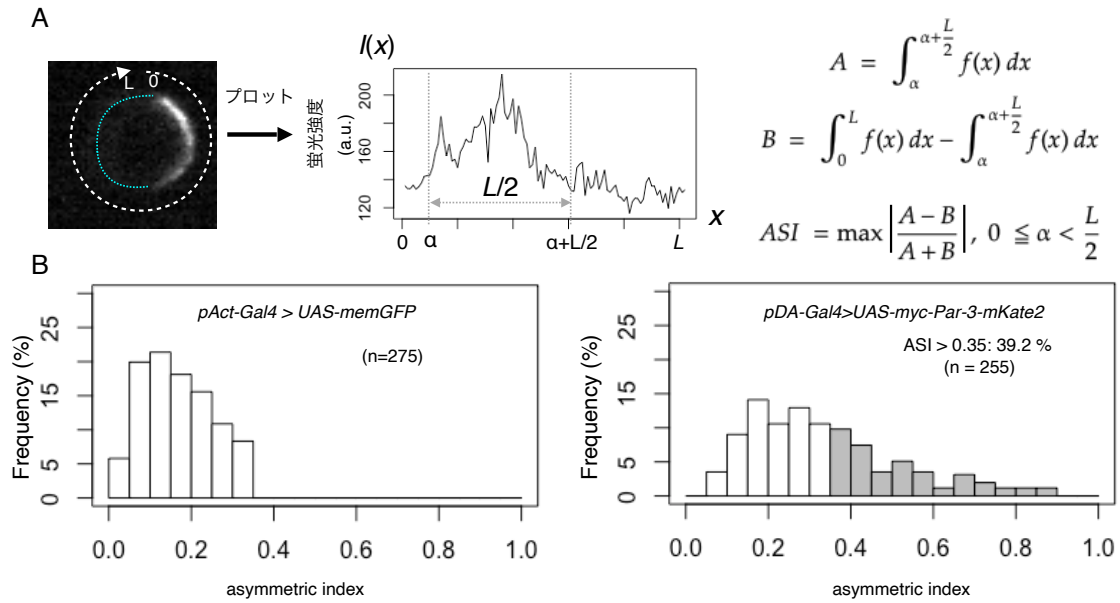 A
L 0
プロット
I(x)
蛍光強度
(a.u.)
200
160
120
L/2
0 α α+L/2 L
x
A = ∫_α^{α+L/2} f(x) dx
B = ∫_0^L f(x) dx − ∫_α^{α+L/2} f(x) dx
ASI = max |(A − B)/(A + B)|, 0 ≦ α < L/2
B
pAct-Gal4 > UAS-memGFP
(n=275)
Frequency (%)
25
15
5
0
0.0 0.2 0.4 0.6 0.8 1.0
asymmetric index
pDA-Gal4>UAS-myc-Par-3-mKate2
ASI > 0.35: 39.2 %
(n = 255)
Frequency (%)
25
15
5
0
0.0 0.2 0.4 0.6 0.8 1.0
asymmetric index